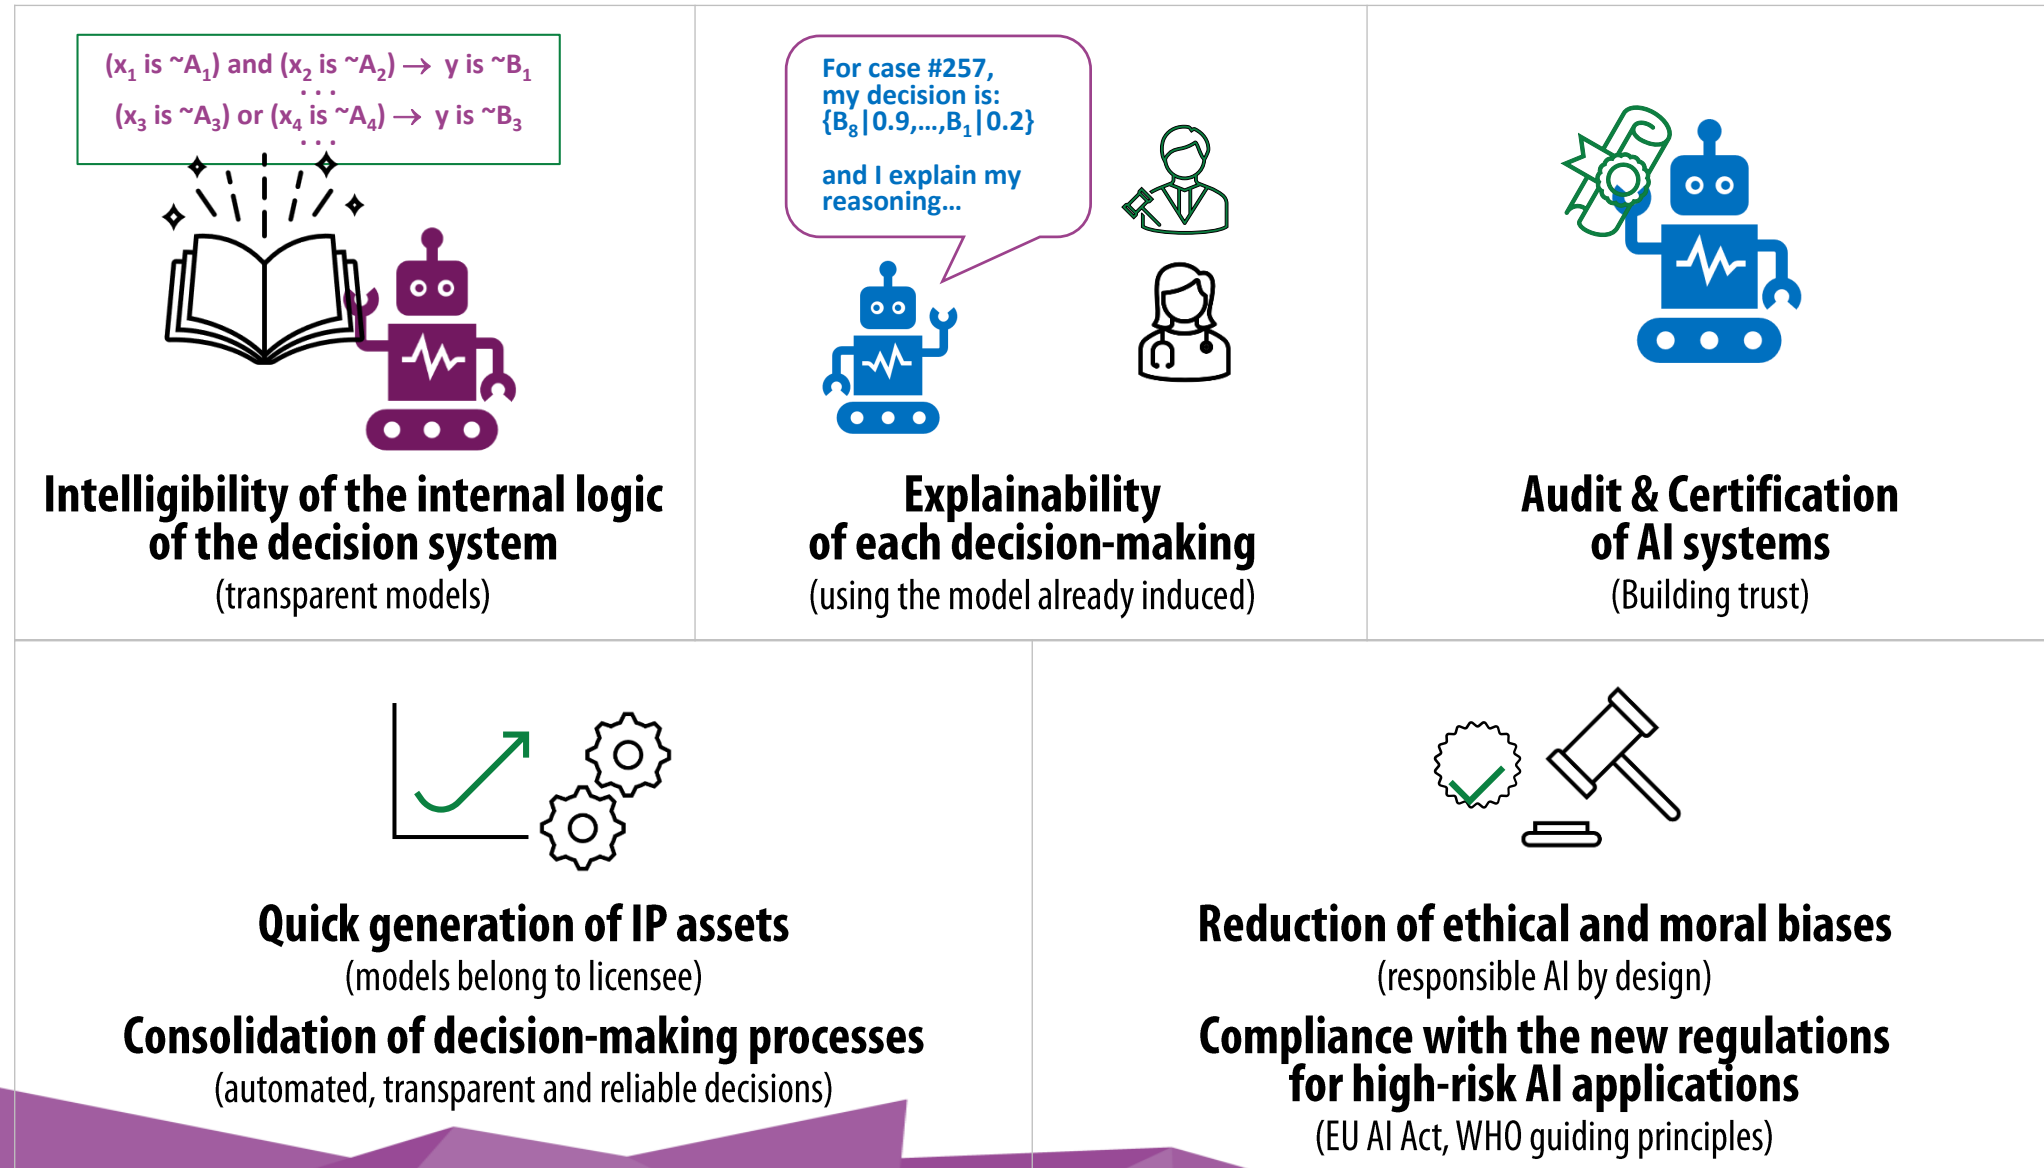 (x₁ is ~A₁) and (x₂ is ~A₂) → y is ~B₁
. . .
(x₃ is ~A₃) or (x₄ is ~A₄) → y is ~B₃
. . .
Intelligibility of the internal logic
of the decision system
(transparent models)
For case #257,
my decision is:
{B₈|0.9,...,B₁|0.2}
and I explain my
reasoning...
Explainability
of each decision-making
(using the model already induced)
Audit & Certification
of AI systems
(Building trust)
Quick generation of IP assets
(models belong to licensee)
Consolidation of decision-making processes
(automated, transparent and reliable decisions)
Reduction of ethical and moral biases
(responsible AI by design)
Compliance with the new regulations
for high-risk AI applications
(EU AI Act, WHO guiding principles)